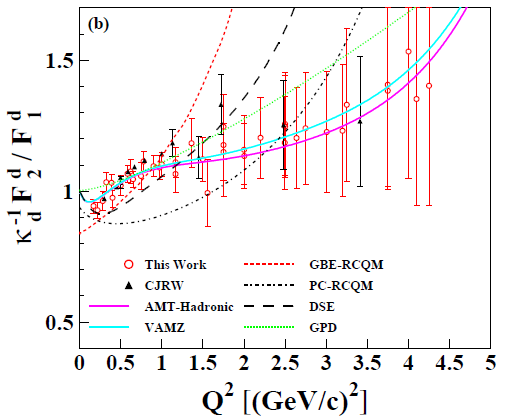 (b)
κd-1 F2d / F1d
1.5
1
0.5
This Work
CJRW
AMT-Hadronic
VAMZ
GBE-RCQM
PC-RCQM
DSE
GPD
0 0.5 1 1.5 2 2.5 3 3.5 4 4.5 5
Q2 [(GeV/c)2]